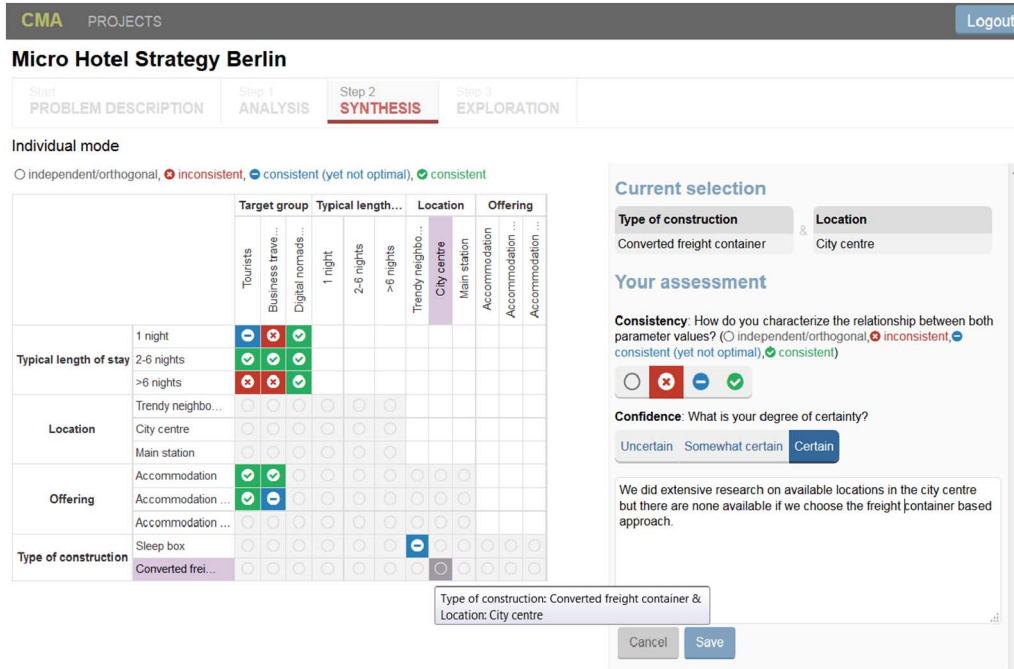 CMA PROJECTS Logout
Micro Hotel Strategy Berlin
Start
PROBLEM DESCRIPTION
Step 1
ANALYSIS
Step 2
SYNTHESIS
Step 3
EXPLORATION
Individual mode
independent/orthogonal, inconsistent, consistent (yet not optimal), consistent
Target group Typical length... Location Offering
Tourists
Business trave...
Digital nomads...
1 night
2-6 nights
>6 nights
Trendy neighbo...
City centre
Main station
Accommodation
Accommodation ...
Accommodation ...
Typical length of stay
1 night
2-6 nights
>6 nights
Location
Trendy neighbo...
City centre
Main station
Offering
Accommodation
Accommodation ...
Accommodation ...
Type of construction
Sleep box
Converted frei...
Type of construction: Converted freight container &
Location: City centre
Current selection
Type of construction
Converted freight container
&
Location
City centre
Your assessment
Consistency: How do you characterize the relationship between both
parameter values? (independent/orthogonal, inconsistent,
consistent (yet not optimal), consistent)
Confidence: What is your degree of certainty?
Uncertain Somewhat certain Certain
We did extensive research on available locations in the city centre
but there are none available if we choose the freight container based
approach.
Cancel Save